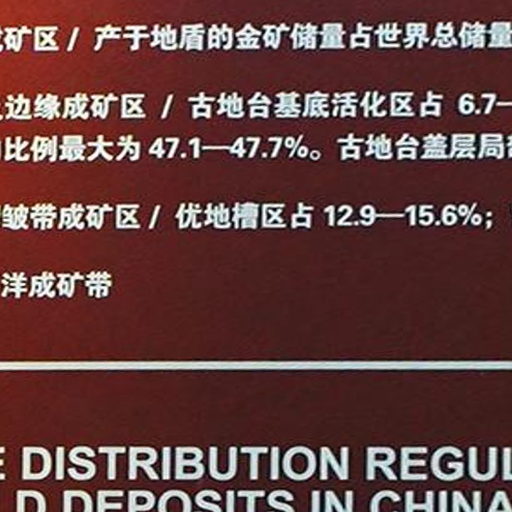 矿区 / 产于地盾的金矿储量占世界总储量
边缘成矿区 / 古地台基底活化区占 6.7—
比例最大为 47.1—47.7%。古地台盖层局
皱带成矿区 / 优地槽区占 12.9—15.6%；
洋成矿带
E DISTRIBUTION REGUL
D DEPOSITS IN CHINA